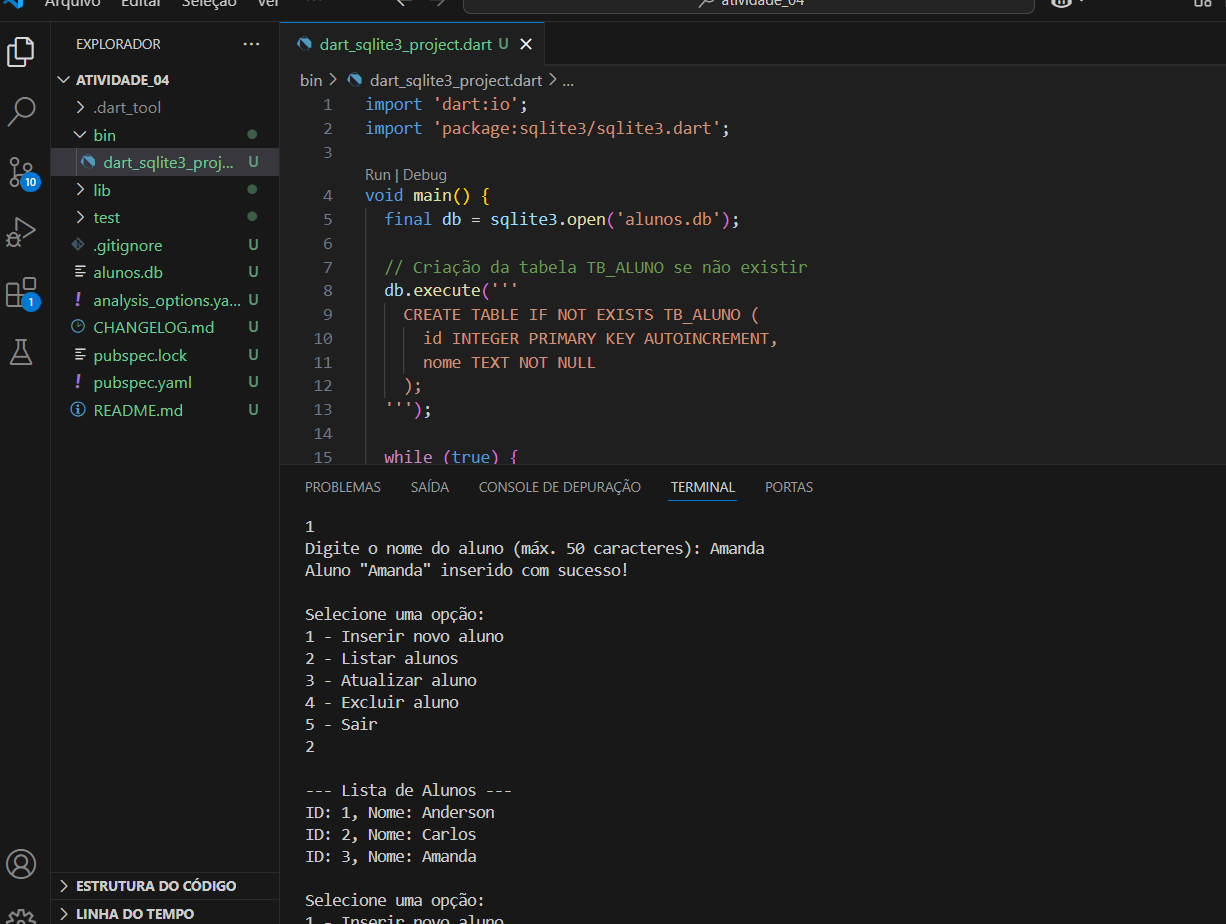 Arquivo Editar Seleção Ver ···
atividade_04
EXPLORADOR ···
ATIVIDADE_04
.dart_tool
bin
dart_sqlite3_proj... U
lib
test
.gitignore U
alunos.db U
analysis_options.ya... U
CHANGELOG.md U
pubspec.lock U
pubspec.yaml U
README.md U
10
1
ESTRUTURA DO CÓDIGO
LINHA DO TEMPO
dart_sqlite3_project.dart U
bin > dart_sqlite3_project.dart > ...
1 import 'dart:io';
2 import 'package:sqlite3/sqlite3.dart';
3
Run | Debug
4 void main() {
5 final db = sqlite3.open('alunos.db');
6
7 // Criação da tabela TB_ALUNO se não existir
8 db.execute('''
9 CREATE TABLE IF NOT EXISTS TB_ALUNO (
10 id INTEGER PRIMARY KEY AUTOINCREMENT,
11 nome TEXT NOT NULL
12 );
13 ''');
14
15 while (true) {
PROBLEMAS SAÍDA CONSOLE DE DEPURAÇÃO TERMINAL PORTAS
1
Digite o nome do aluno (máx. 50 caracteres): Amanda
Aluno "Amanda" inserido com sucesso!
Selecione uma opção:
1 - Inserir novo aluno
2 - Listar alunos
3 - Atualizar aluno
4 - Excluir aluno
5 - Sair
2
--- Lista de Alunos ---
ID: 1, Nome: Anderson
ID: 2, Nome: Carlos
ID: 3, Nome: Amanda
Selecione uma opção:
1 - Inserir novo aluno